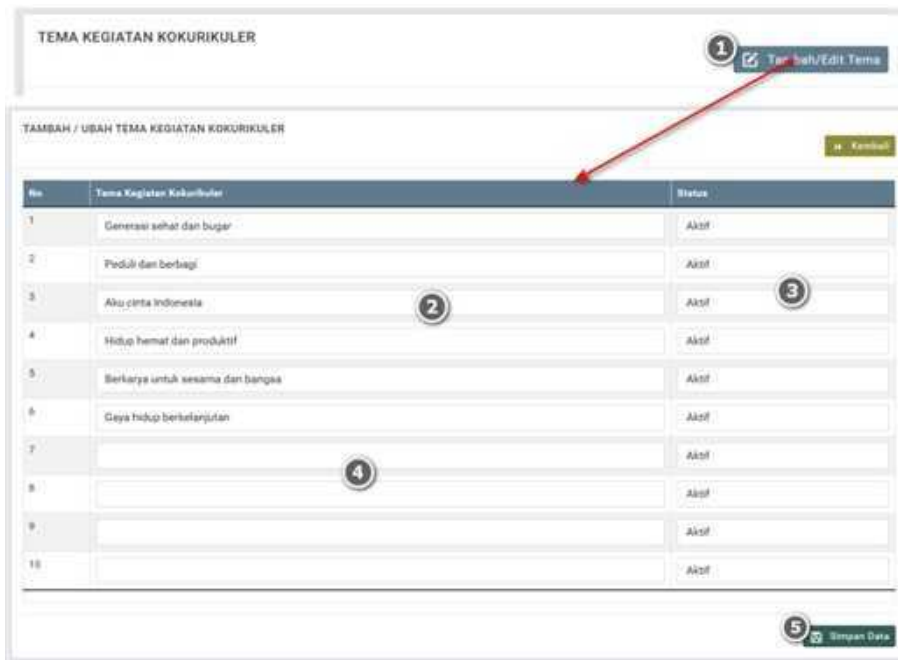 TEMA KEGIATAN KOKURIKULER
1
Tambah/Edit Tema
TAMBAH / UBAH TEMA KEGIATAN KOKURIKULER
Kembali
No Tema Kegiatan Kokurikuler Status
1 Generasi sehat dan bugar Aktif
2 Peduli dan berbagi Aktif
3 Aku cinta Indonesia 2 Aktif 3
4 Hidup hemat dan produktif Aktif
5 Berkarya untuk sesama dan bangsa Aktif
6 Gaya hidup berkelanjutan Aktif
7 4 Aktif
8 Aktif
9 Aktif
10 Aktif
5 Simpan Data